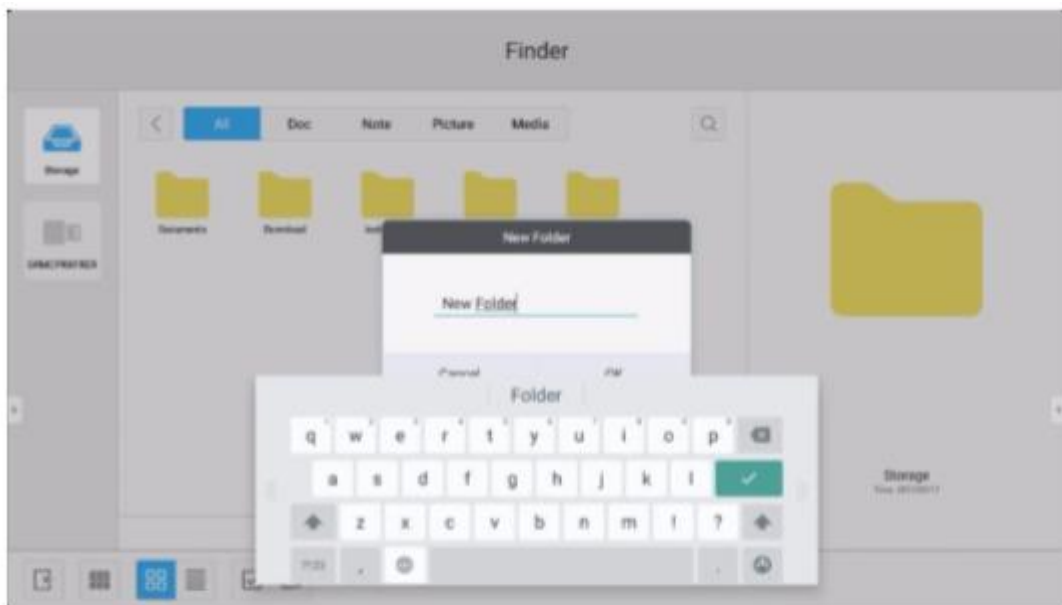 Finder
All Doc Note Picture Media
Storage
Documents Download
New Folder
New Folder
Cancel OK
Folder
q w e r t y u i o p
a s d f g h j k l
z x c v b n m ! ?
, .
Storage